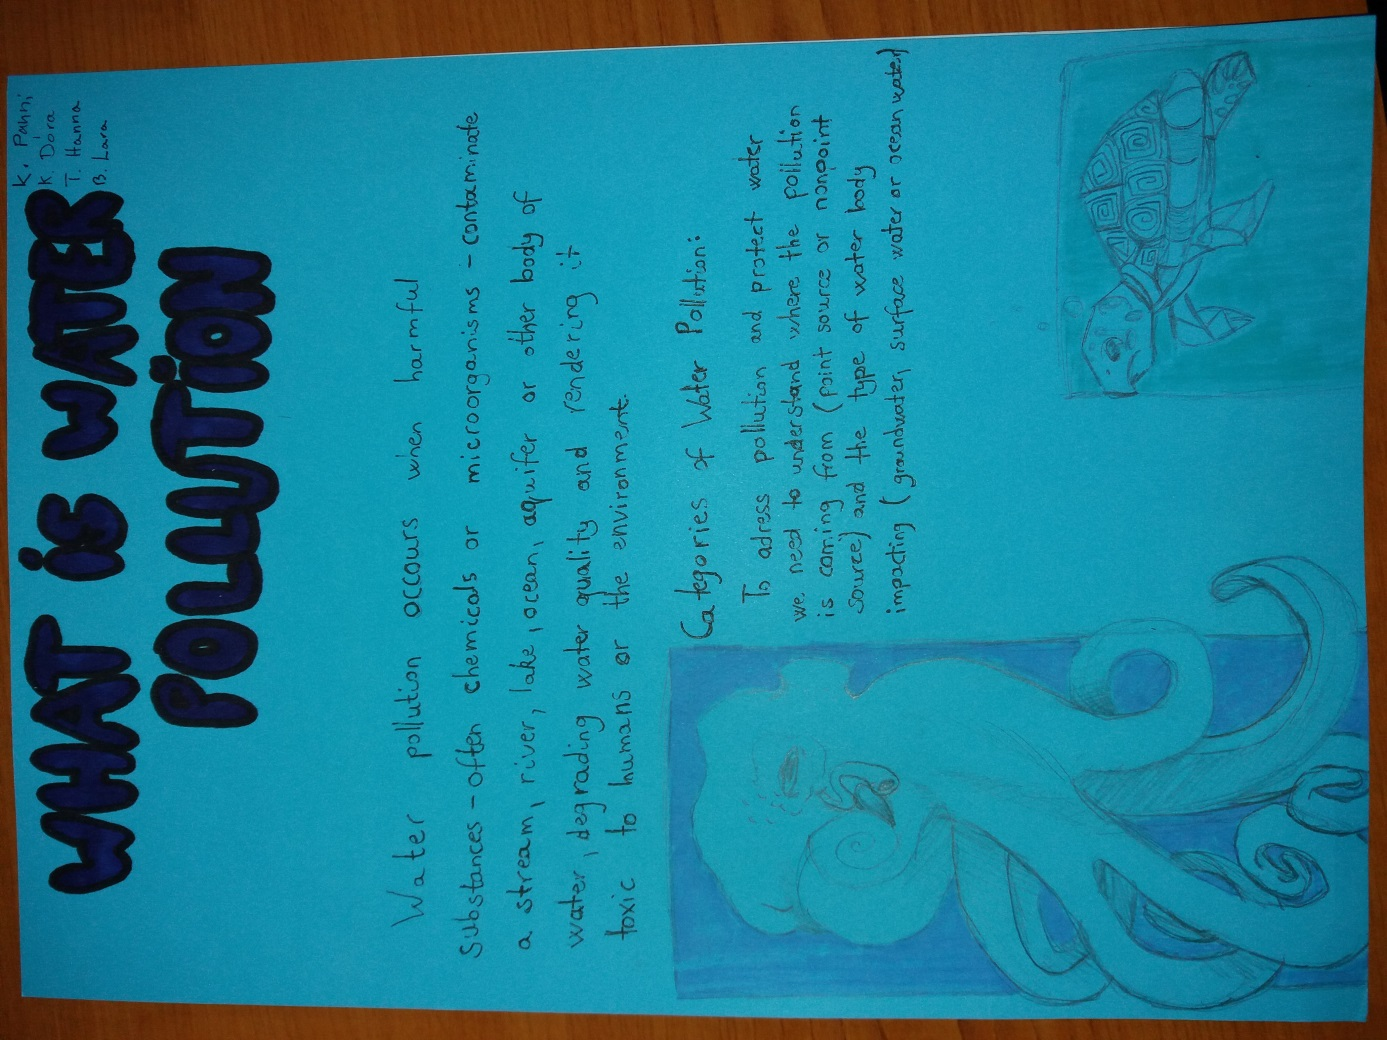 K. Panni
K Dóra
T. Hanna
B. Lara
WHAT iS WATER
POLLUTiON
Water pollution occours when harmful
substances - often chemicals or microorganisms - contaminate
a stream, river, lake, ocean, aquifer or other body of
water, degrading water quality and rendering it
toxic to humans or the environment.
Categories of Water Pollution:
To adress pollution and protect water
we need to understand where the pollution
is coming from (point source or nonpoint
source) and the type of water body
impacting (groundwater, surface water or ocean water)